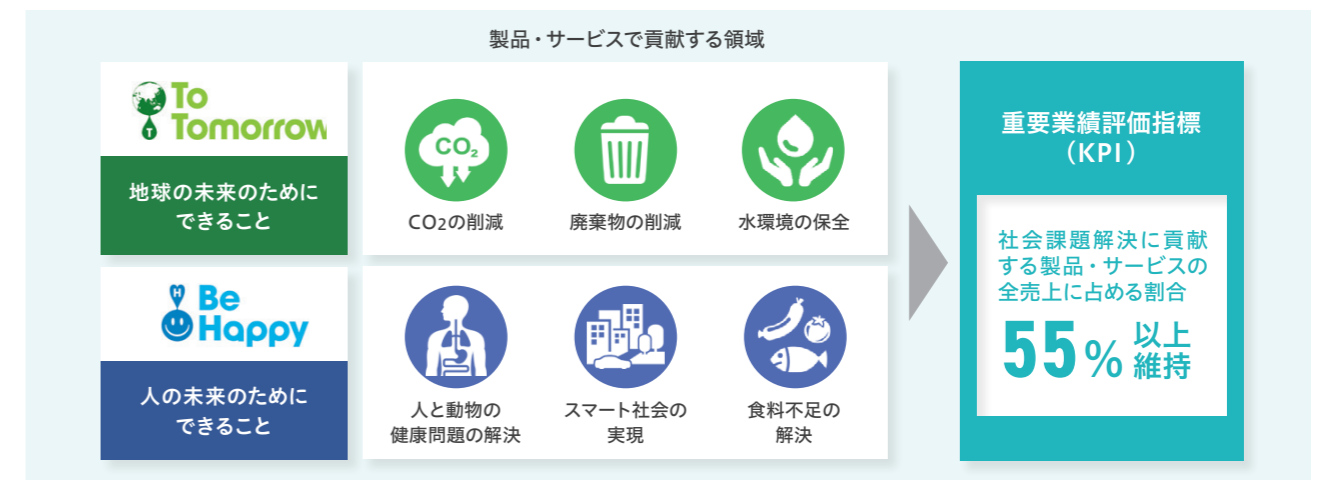 製品・サービスで貢献する領域
To
Tomorrow
T
地球の未来のために
できること
CO₂
CO2の削減
廃棄物の削減
水環境の保全
H
Be
Happy
人の未来のために
できること
人と動物の
健康問題の解決
スマート社会の
実現
食料不足の
解決
重要業績評価指標
（KPI）
社会課題解決に貢献
する製品・サービスの
全売上に占める割合
55% 以上
維持